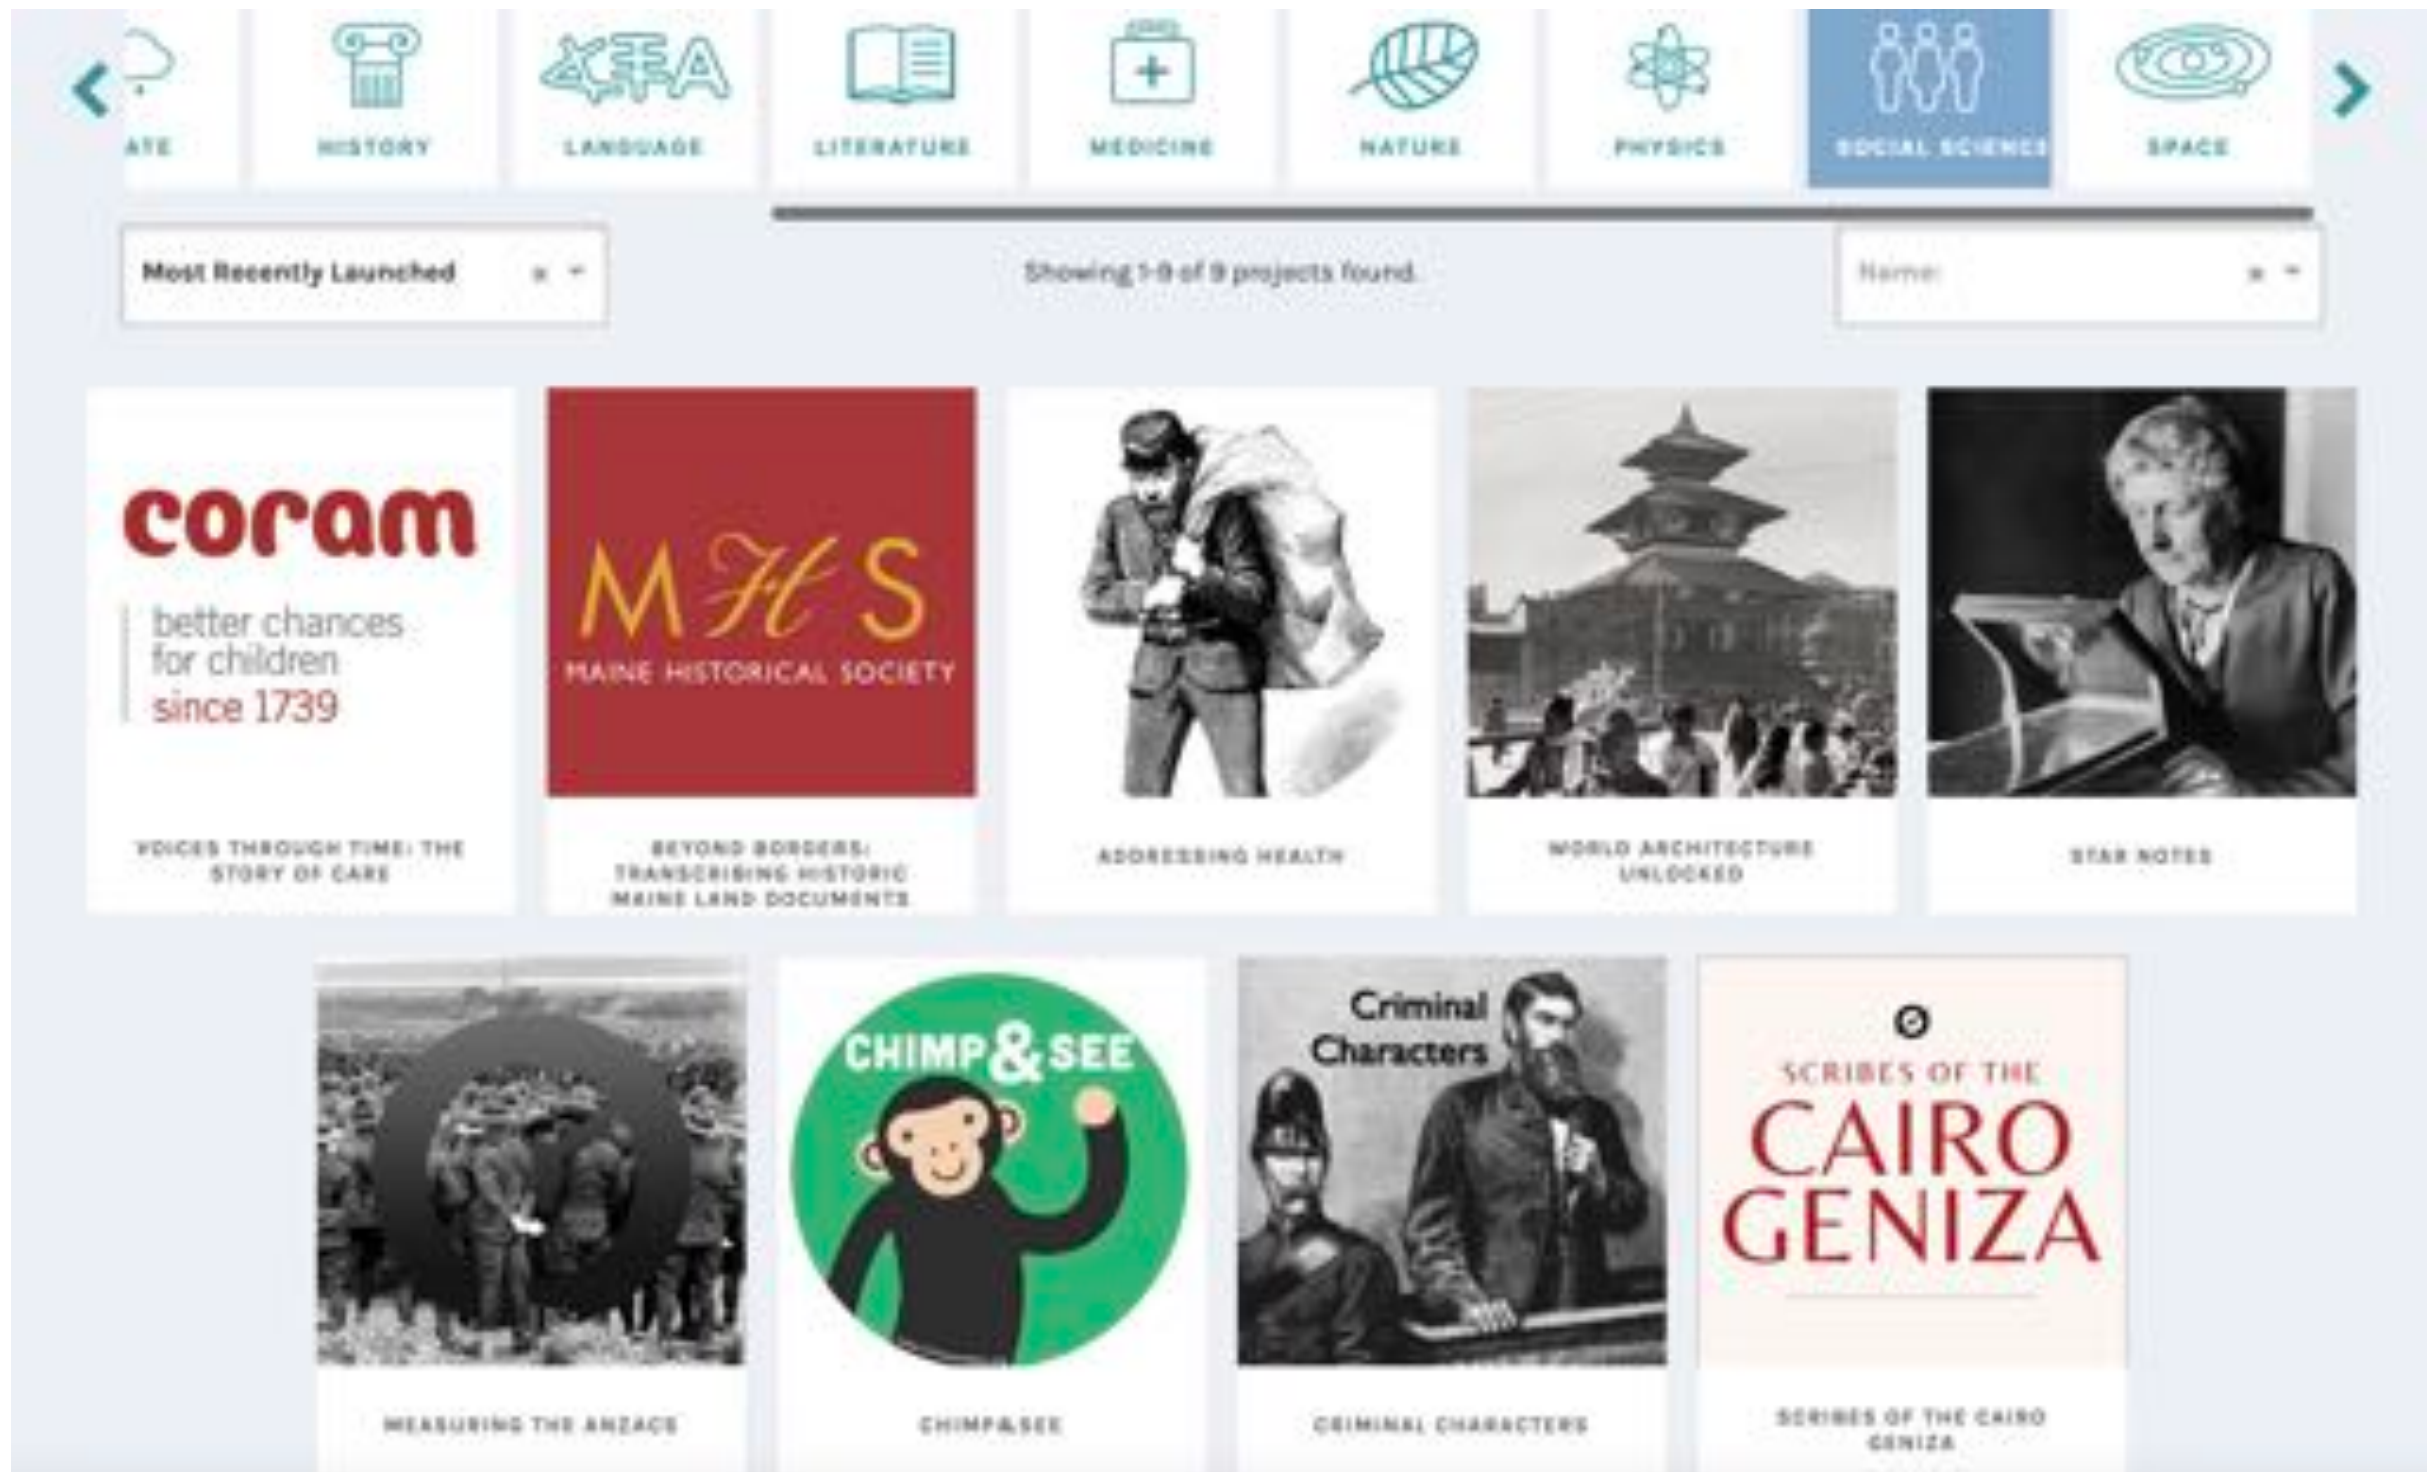 ATE
HISTORY
LANGUAGE
LITERATURE
MEDICINE
NATURE
PHYSICS
SOCIAL SCIENCE
SPACE
Most Recently Launched
Showing 1-9 of 9 projects found.
Name:
coram
better chances
for children
since 1739
VOICES THROUGH TIME: THE
STORY OF CARE
MHS
MAINE HISTORICAL SOCIETY
BEYOND BORDERS:
TRANSCRIBING HISTORIC
MAINE LAND DOCUMENTS
ADDRESSING HEALTH
WORLD ARCHITECTURE
UNLOCKED
STAR NOTES
MEASURING THE ANZACS
CHIMP & SEE
CHIMP&SEE
Criminal
Characters
CRIMINAL CHARACTERS
SCRIBES OF THE
CAIRO
GENIZA
SCRIBES OF THE CAIRO
GENIZA